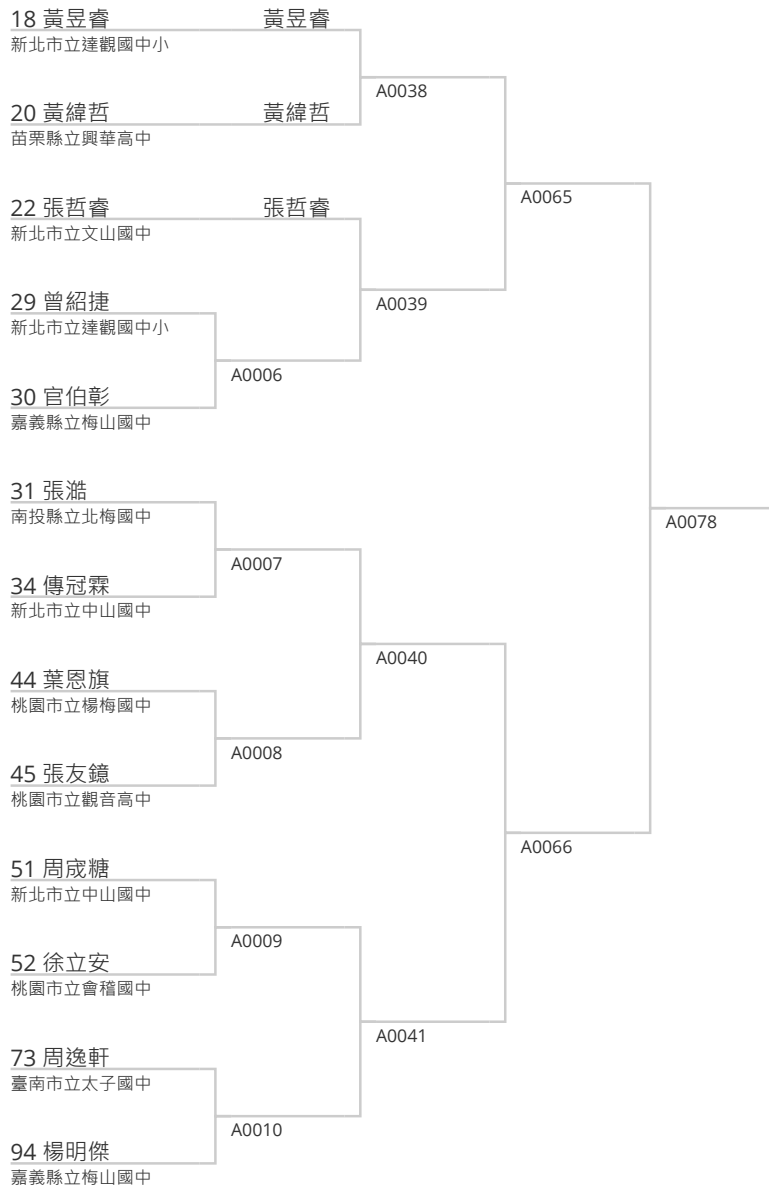 18 黃昱睿 黃昱睿
新北市立達觀國中小
A0038
20 黃緯哲 黃緯哲
苗栗縣立興華高中
A0065
22 張哲睿 張哲睿
新北市立文山國中
29 曾紹捷
A0039
新北市立達觀國中小
A0006
30 官伯彰
嘉義縣立梅山國中
31 張澔
南投縣立北梅國中
A0078
A0007
34 傳冠霖
新北市立中山國中
A0040
44 葉恩旗
桃園市立楊梅國中
A0008
45 張友鐿
桃園市立觀音高中
A0066
51 周宬糖
新北市立中山國中
A0009
52 徐立安
桃園市立會稽國中
A0041
73 周逸軒
臺南市立太子國中
A0010
94 楊明傑
嘉義縣立梅山國中